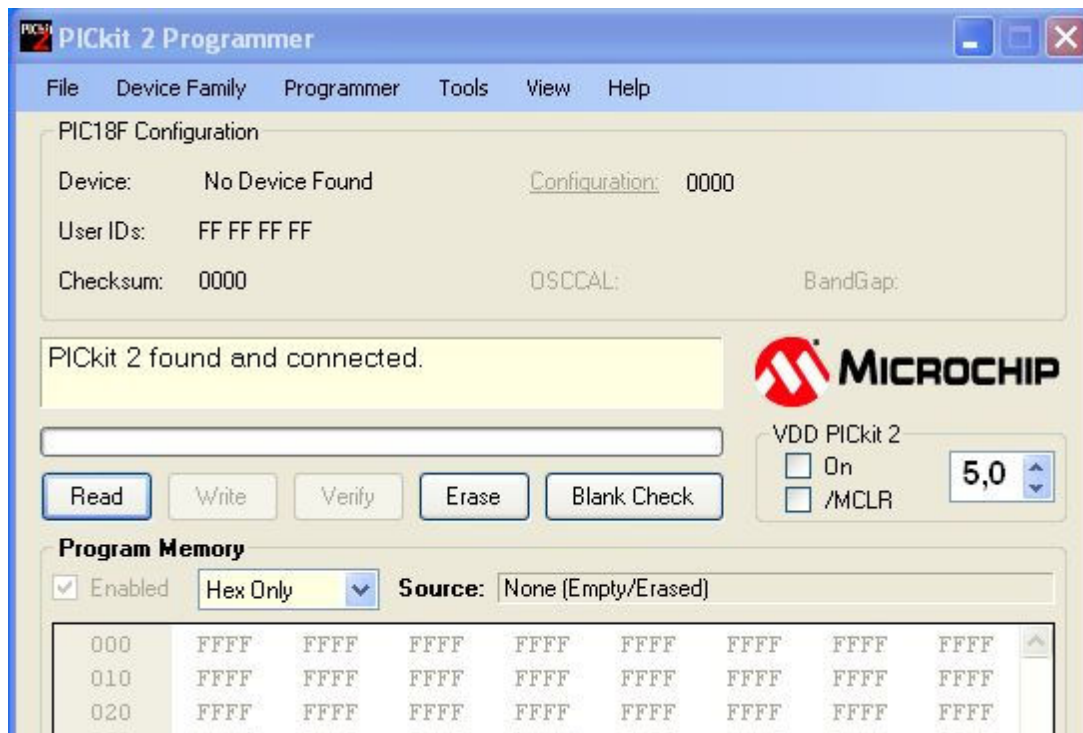 PICkit 2 Programmer
File Device Family Programmer Tools View Help
PIC18F Configuration
Device: No Device Found Configuration: 0000
User IDs: FF FF FF FF
Checksum: 0000 OSCCAL: BandGap:
PICkit 2 found and connected.
MICROCHIP
VDD PICkit 2
On
/MCLR
5,0
Read Write Verify Erase Blank Check
Program Memory
Enabled Hex Only Source: None (Empty/Erased)
000 FFFF FFFF FFFF FFFF FFFF FFFF FFFF FFFF
010 FFFF FFFF FFFF FFFF FFFF FFFF FFFF FFFF
020 FFFF FFFF FFFF FFFF FFFF FFFF FFFF FFFF